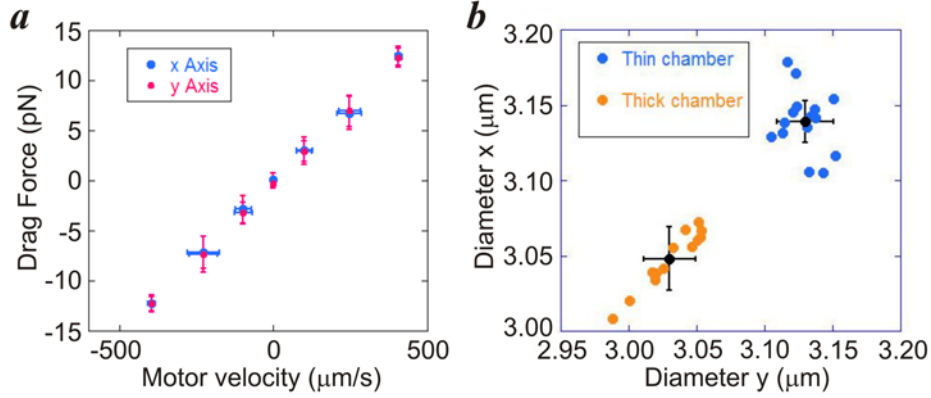 a
15
10
5
0
-5
-10
-15
Drag Force (pN)
x Axis
y Axis
-500
0
500
Motor velocity (μm/s)
b
3.20
3.15
3.10
3.05
3.00
Diameter x (μm)
Thin chamber
Thick chamber
2.95
3.00
3.05
3.10
3.15
3.20
Diameter y (μm)